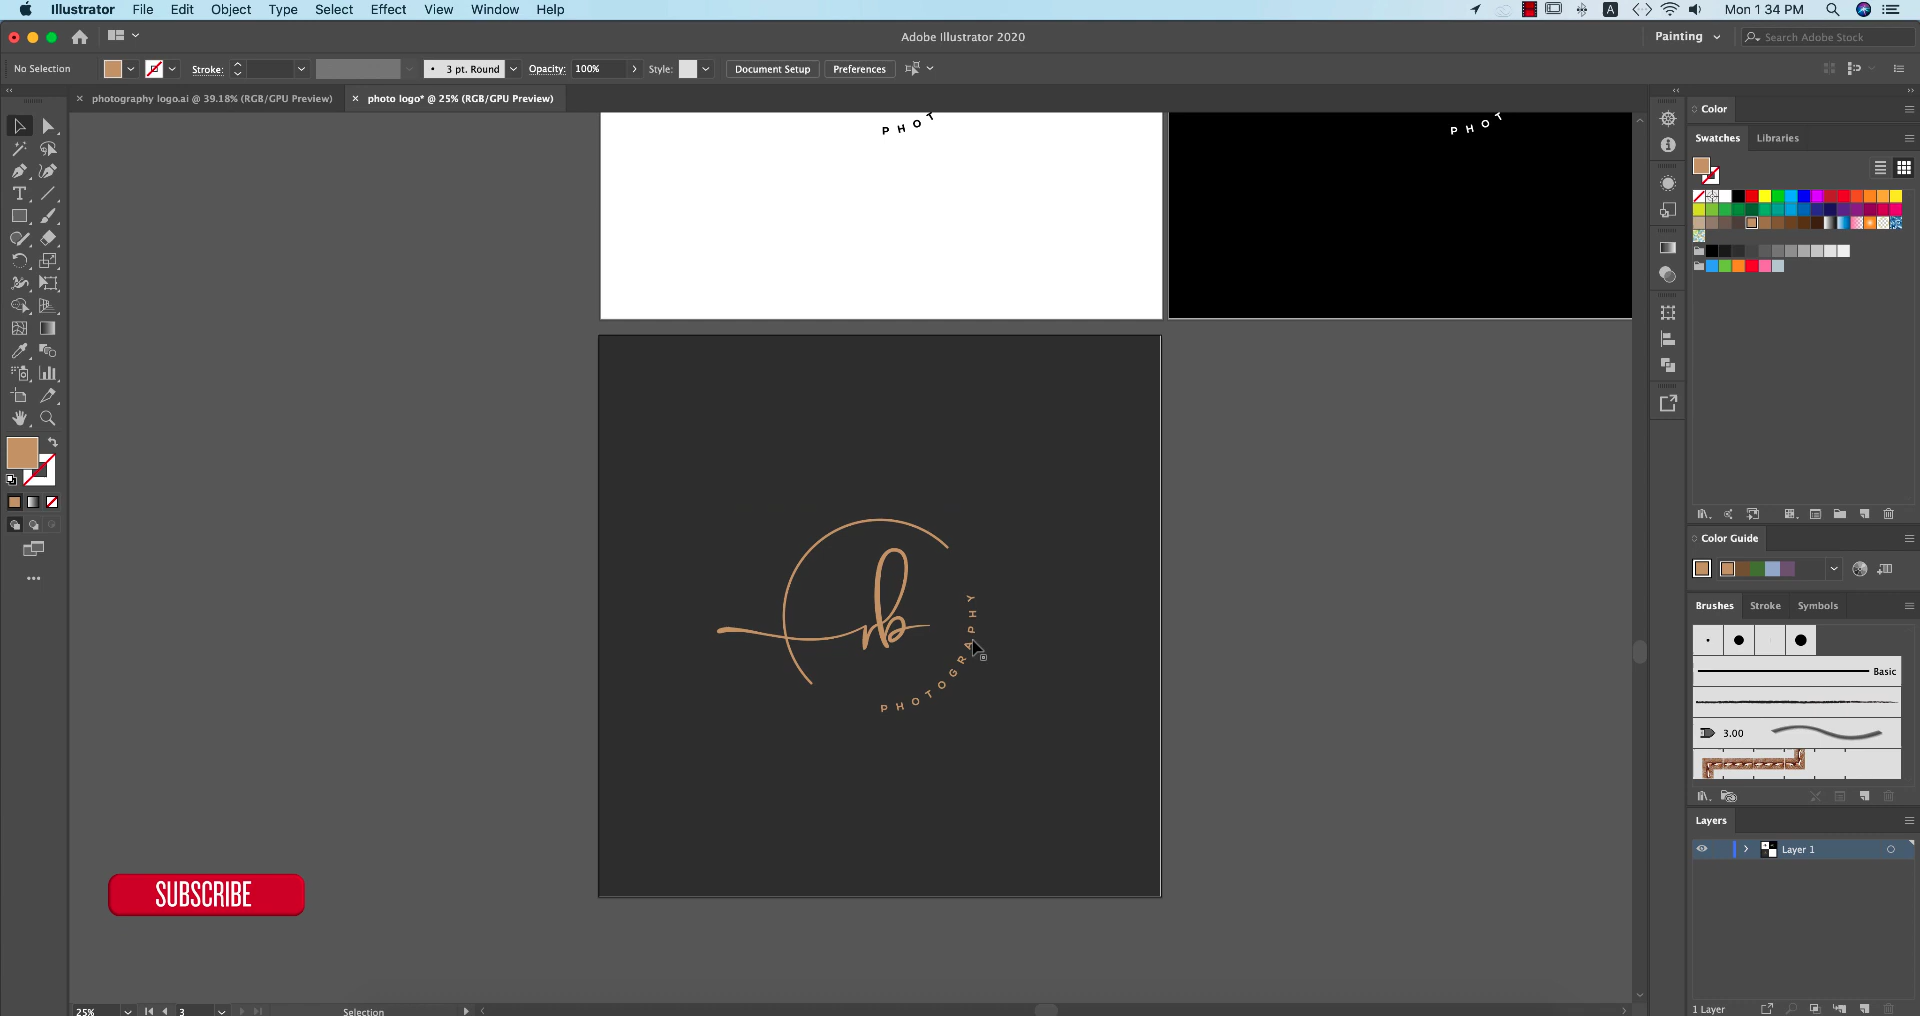 Illustrator File Edit Object Type Select Effect View Window Help
A
Mon 1 34 PM
Adobe Illustrator 2020
Painting
Search Adobe Stock
No Selection
Stroke:
3 pt. Round
Opacity: 100%
Style:
Document Setup
Preferences
× photography logo.ai @ 39.18% (RGB/GPU Preview)
× photo logo* @ 25% (RGB/GPU Preview)
PHOT
PHOT
Color
Swatches Libraries
Color Guide
Brushes Stroke Symbols
Basic
3.00
Layers
Layer 1
1 Layer
rb
PHOTOGRAPHY
SUBSCRIBE
25%
3
Selection